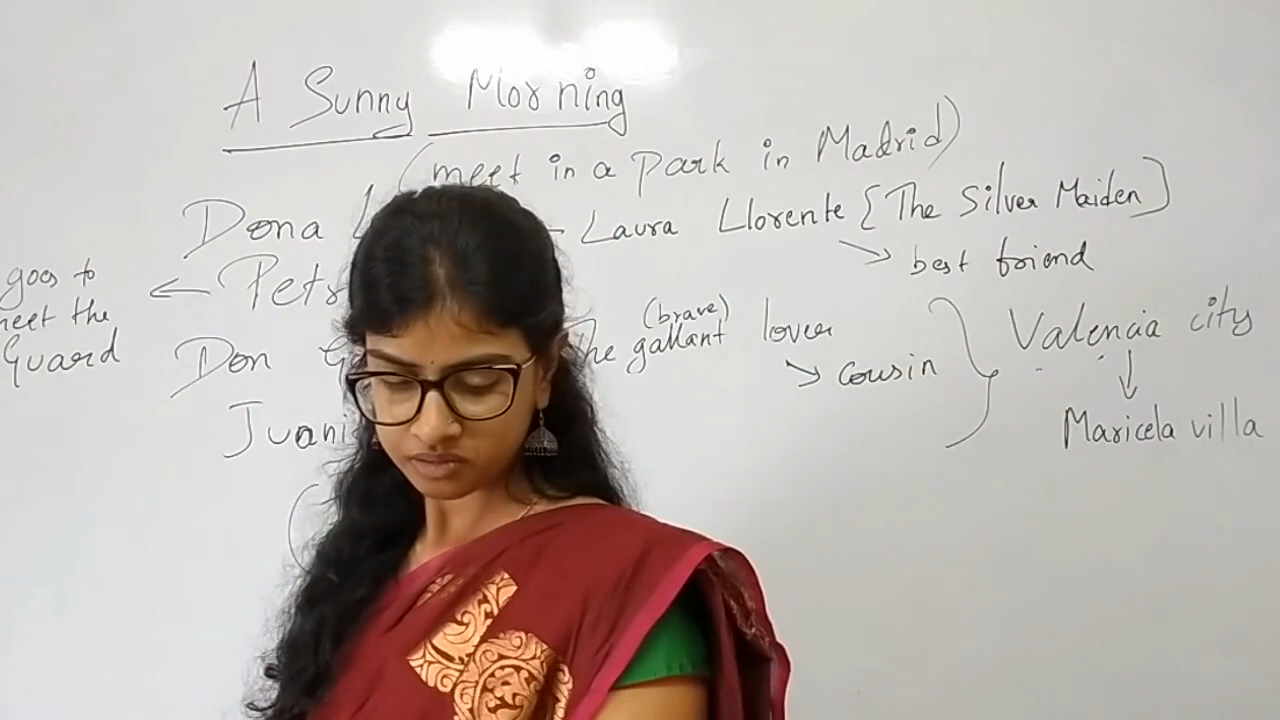 A Sunny Morning
(meet in a Park in Madrid)
Dona Laura Llorente {The Silver Maiden]
→ best friend
goes to meet the Guard ← Petr
Don The gallant (brave) lover
→ cousin } Valencia city
↓
Juani Maricela villa